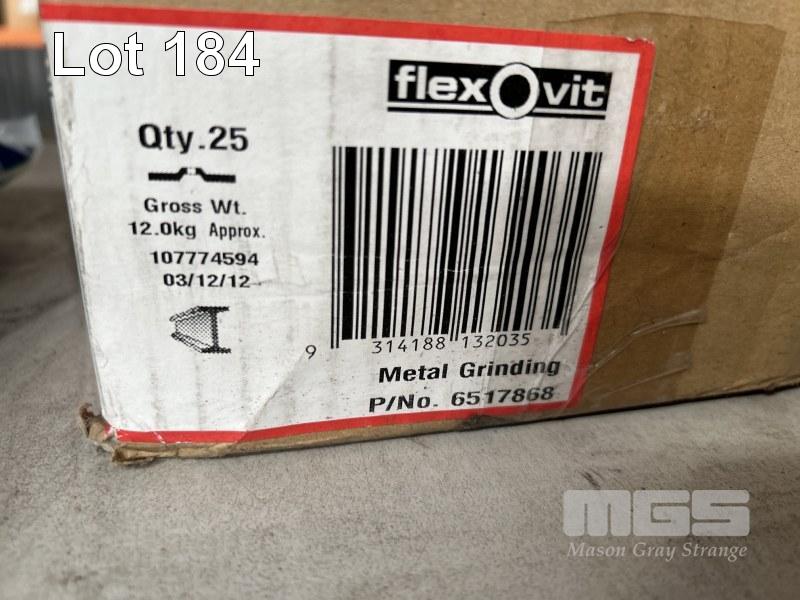 Lot 184
flexovit
Qty.25
Gross Wt.
12.0kg Approx.
107774594
03/12/12
9 314188 132035
Metal Grinding
P/No. 6517868
MGS
Mason Gray Strange